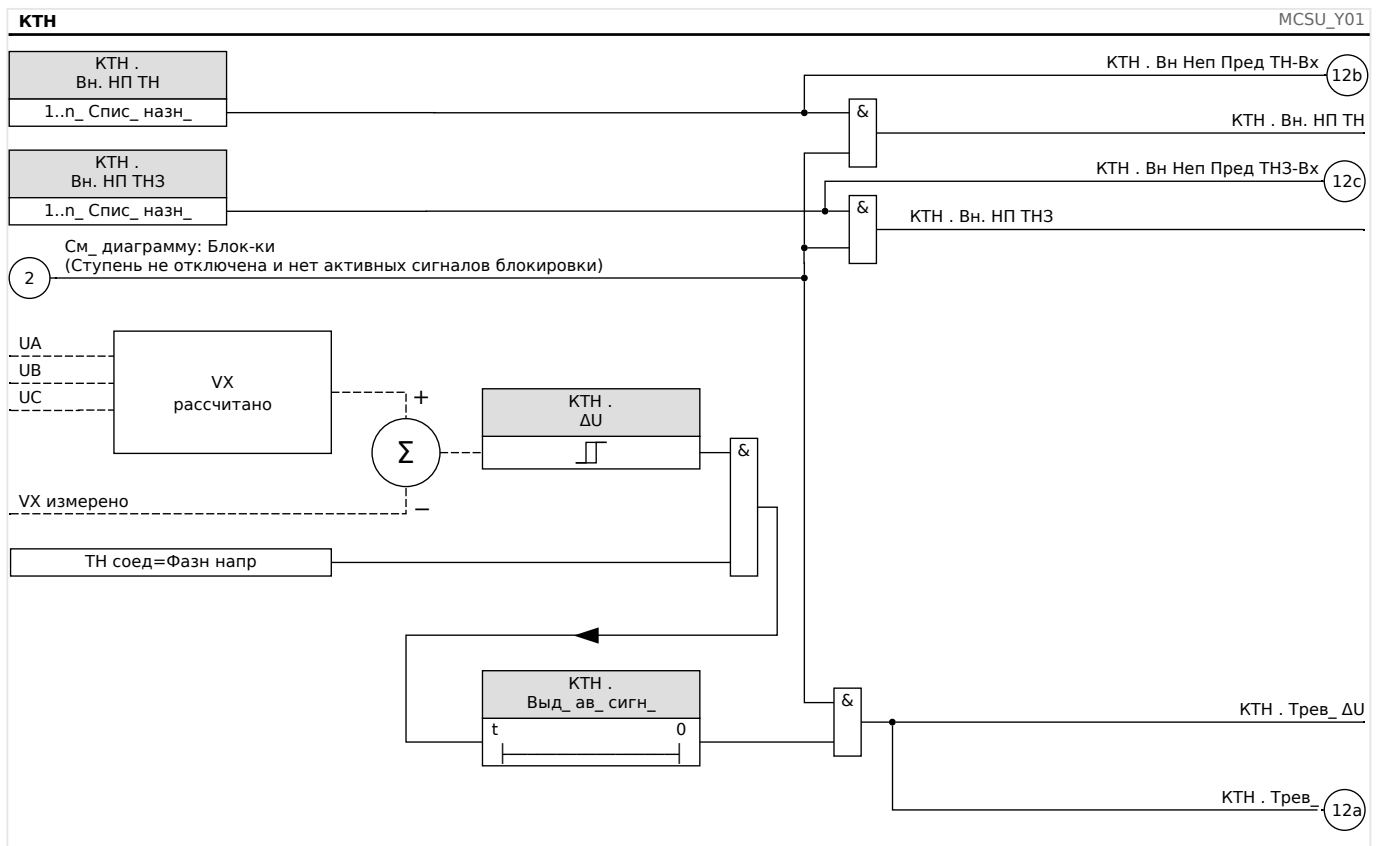 КТН
MCSU_Y01
КТН .
Вн. НП ТН
1..n_ Спис_ назн_
КТН . Вн Неп Пред ТН-Вх
12b
&
КТН . Вн. НП ТН
КТН .
Вн. НП ТНЗ
1..n_ Спис_ назн_
КТН . Вн Неп Пред ТНЗ-Вх
12c
&
КТН . Вн. НП ТНЗ
См_ диаграмму: Блок-ки
(Ступень не отключена и нет активных сигналов блокировки)
2
UA
UB
UC
VX
рассчитано
+
Σ
−
КТН .
ΔU
&
VX измерено
ТН соед=Фазн напр
КТН .
Выд_ ав_ сигн_
t
0
&
КТН . Трев_ ΔU
КТН . Трев_
12a